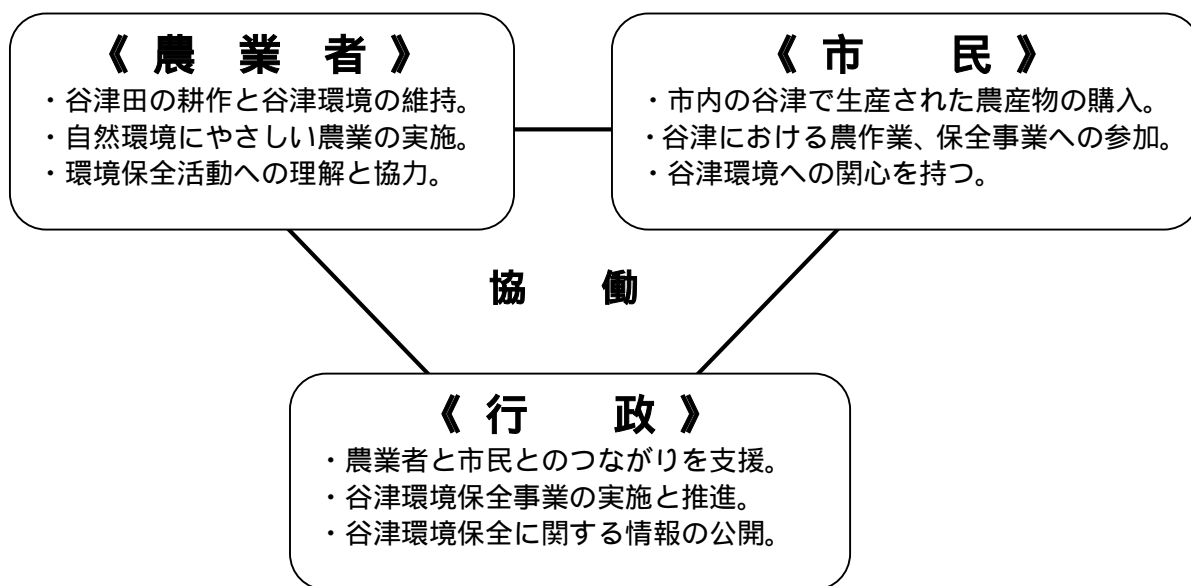 《 農 業 者 》
・谷津田の耕作と谷津環境の維持。
・自然環境にやさしい農業の実施。
・環境保全活動への理解と協力。
《 市 民 》
・市内の谷津で生産された農産物の購入。
・谷津における農作業、保全事業への参加。
・谷津環境への関心を持つ。
協 働
《 行 政 》
・農業者と市民とのつながりを支援。
・谷津環境保全事業の実施と推進。
・谷津環境保全に関する情報の公開。